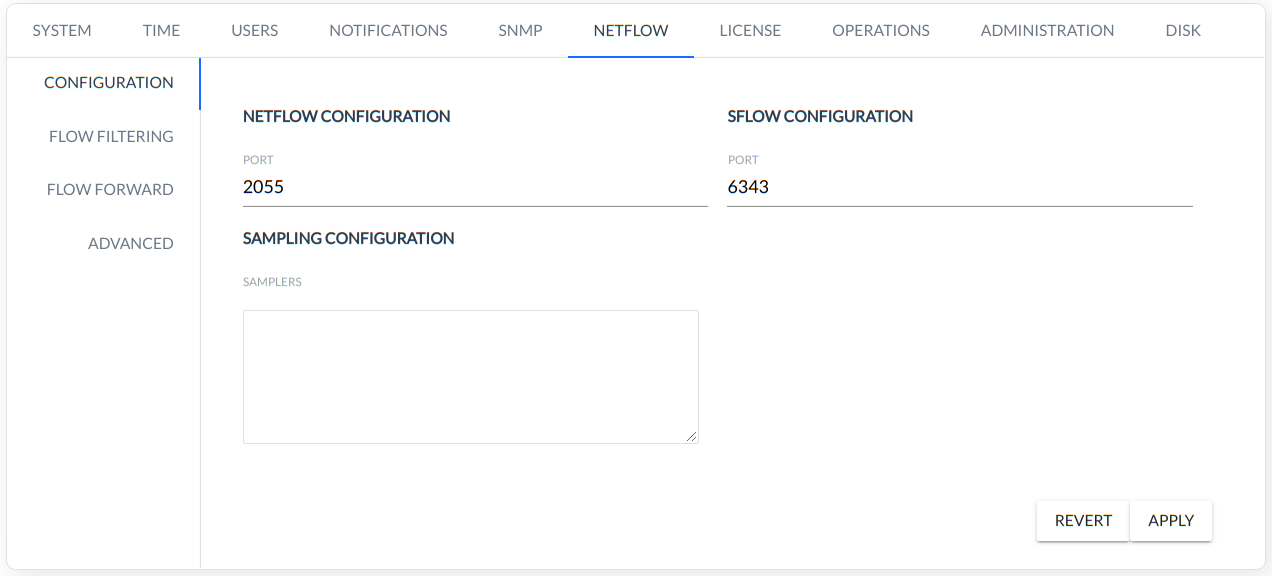 SYSTEM TIME USERS NOTIFICATIONS SNMP NETFLOW LICENSE OPERATIONS ADMINISTRATION DISK
CONFIGURATION
FLOW FILTERING
FLOW FORWARD
ADVANCED
NETFLOW CONFIGURATION
PORT
2055
SFLOW CONFIGURATION
PORT
6343
SAMPLING CONFIGURATION
SAMPLERS
REVERT APPLY